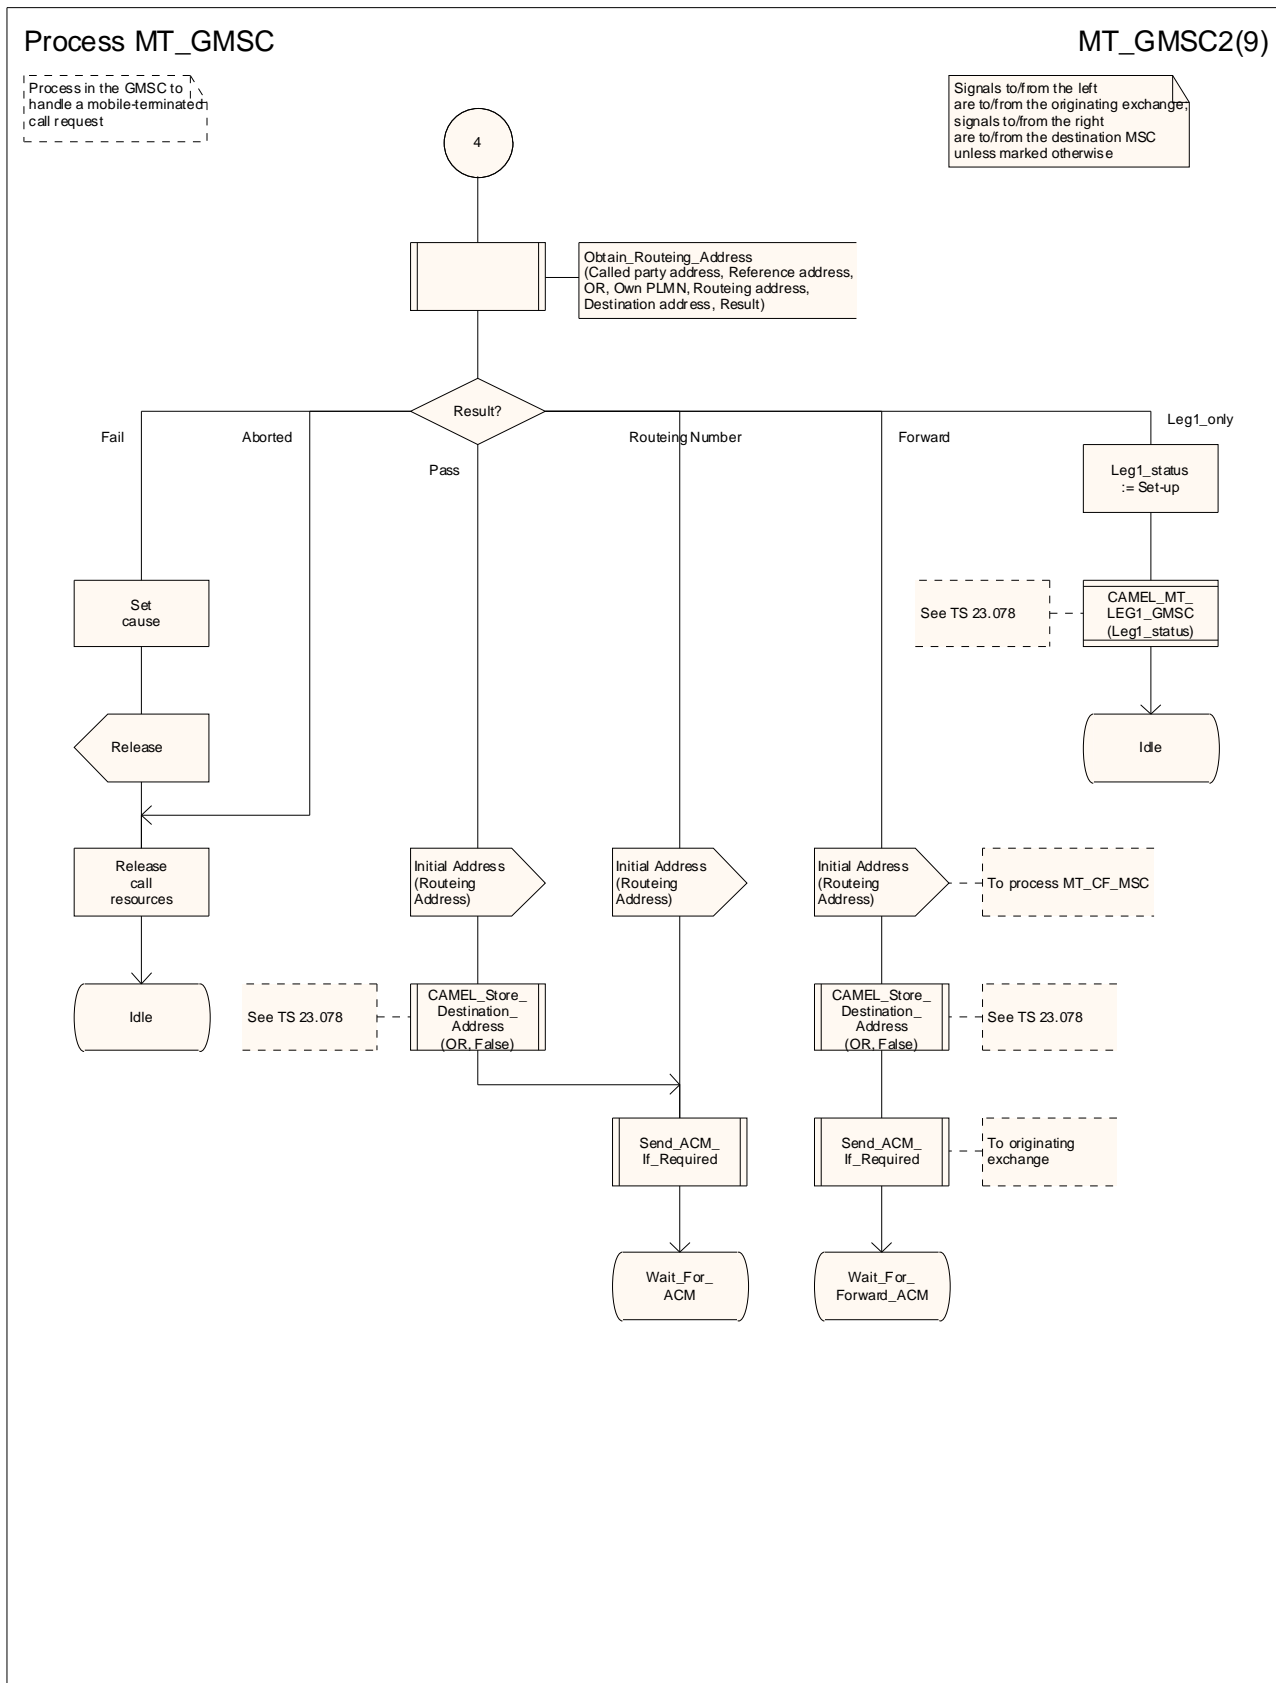 Process MT_GMSC
MT_GMSC2(9)
Process in the GMSC to
handle a mobile-terminated
call request
Signals to/from the left
are to/from the originating exchange;
signals to/from the right
are to/from the destination MSC
unless marked otherwise
4
Obtain_Routeing_Address
(Called party address, Reference address,
OR, Own PLMN, Routeing address,
Destination address, Result)
Result?
Fail
Aborted
Pass
Routeing Number
Forward
Leg1_only
Leg1_status
:= Set-up
Set
cause
See TS 23.078
CAMEL_MT_
LEG1_GMSC
(Leg1_status)
Release
Idle
Release
call
resources
Initial Address
(Routeing
Address)
Initial Address
(Routeing
Address)
Initial Address
(Routeing
Address)
To process MT_CF_MSC
Idle
See TS 23.078
CAMEL_Store_
Destination_
Address
(OR, False)
CAMEL_Store_
Destination_
Address
(OR, False)
See TS 23.078
Send_ACM_
If_Required
Send_ACM_
If_Required
To originating
exchange
Wait_For_
ACM
Wait_For_
Forward_ACM